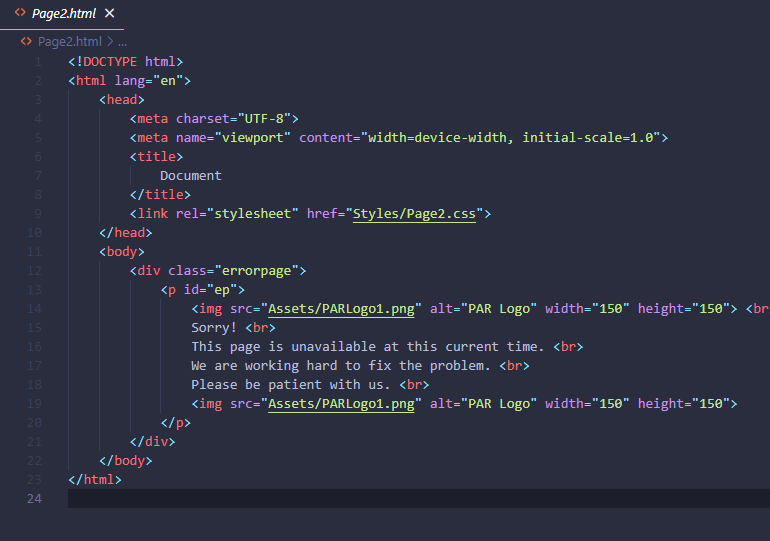 Page2.html
Page2.html > ...
1 <!DOCTYPE html>
2 <html lang="en">
3 <head>
4 <meta charset="UTF-8">
5 <meta name="viewport" content="width=device-width, initial-scale=1.0">
6 <title>
7 Document
8 </title>
9 <link rel="stylesheet" href="Styles/Page2.css">
10 </head>
11 <body>
12 <div class="errorpage">
13 <p id="ep">
14 <img src="Assets/PARLogo1.png" alt="PAR Logo" width="150" height="150"> <br
15 Sorry! <br>
16 This page is unavailable at this current time. <br>
17 We are working hard to fix the problem. <br>
18 Please be patient with us. <br>
19 <img src="Assets/PARLogo1.png" alt="PAR Logo" width="150" height="150">
20 </p>
21 </div>
22 </body>
23 </html>
24